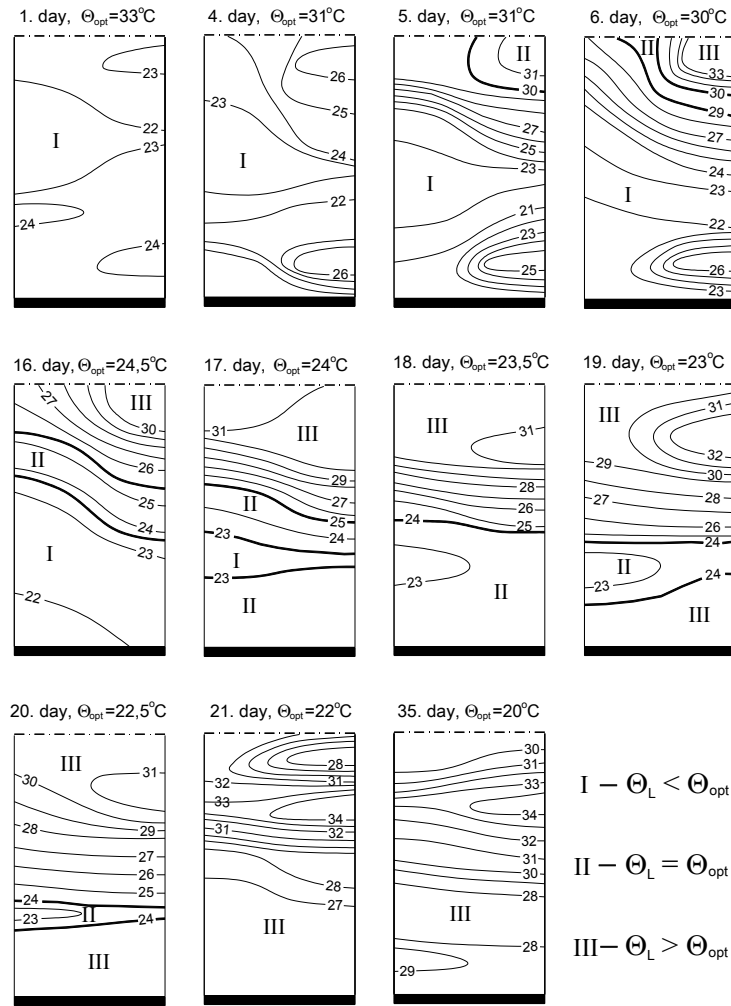 1. day, Θopt=33°C
23
22
I
23
24
24
4. day, Θopt=31°C
26
23
25
24
I
22
26
5. day, Θopt=31°C
II
31
30
27
25
23
I
21
23
25
6. day, Θopt=30°C
II
III
33
30
29
27
24
23
I
22
26
23
16. day, Θopt=24,5°C
27
III
30
II
26
25
24
23
I
22
17. day, Θopt=24°C
31
III
29
27
II
25
24
23
I
23
II
18. day, Θopt=23,5°C
III
31
28
26
24
25
23
II
19. day, Θopt=23°C
III
31
32
29
30
27
28
26
24
II
23
24
III
20. day, Θopt=22,5°C
III
30
31
28
29
27
26
25
24
23
II
24
III
21. day, Θopt=22°C
28
32
31
33
34
31
32
28
27
III
35. day, Θopt=20°C
30
31
33
34
32
31
30
28
III
28
29
I – ΘL < Θopt
II – ΘL = Θopt
III – ΘL > Θopt